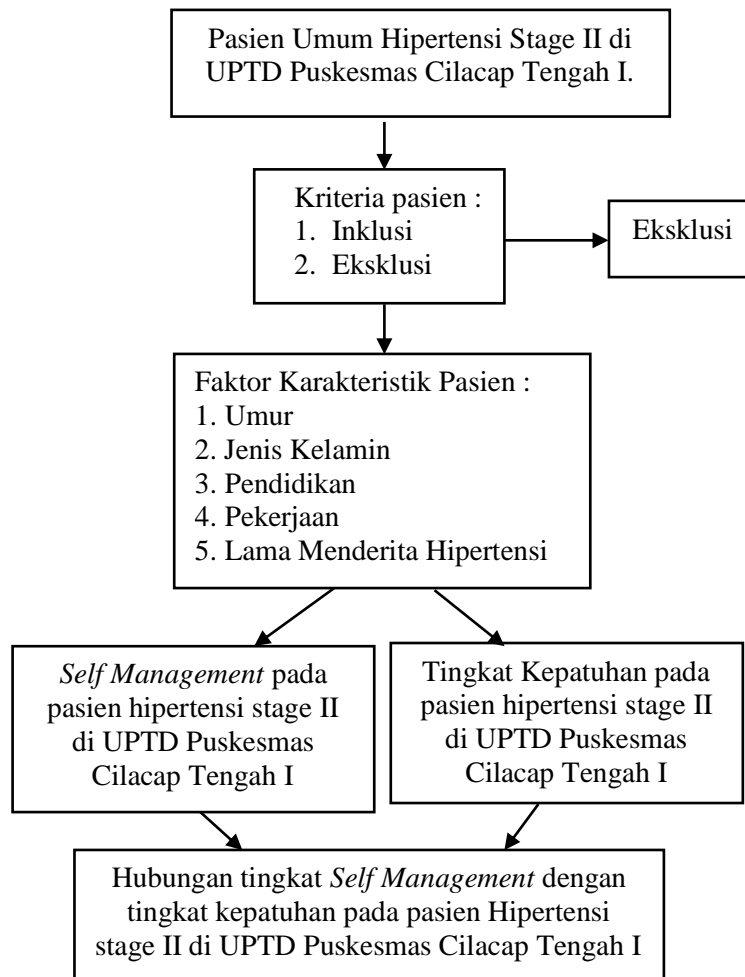 Pasien Umum Hipertensi Stage II di
UPTD Puskesmas Cilacap Tengah I.
Kriteria pasien :
1. Inklusi
2. Eksklusi
Eksklusi
Faktor Karakteristik Pasien :
1. Umur
2. Jenis Kelamin
3. Pendidikan
4. Pekerjaan
5. Lama Menderita Hipertensi
Self Management pada
pasien hipertensi stage II
di UPTD Puskesmas
Cilacap Tengah I
Tingkat Kepatuhan pada
pasien hipertensi stage II
di UPTD Puskesmas
Cilacap Tengah I
Hubungan tingkat Self Management dengan
tingkat kepatuhan pada pasien Hipertensi
stage II di UPTD Puskesmas Cilacap Tengah I